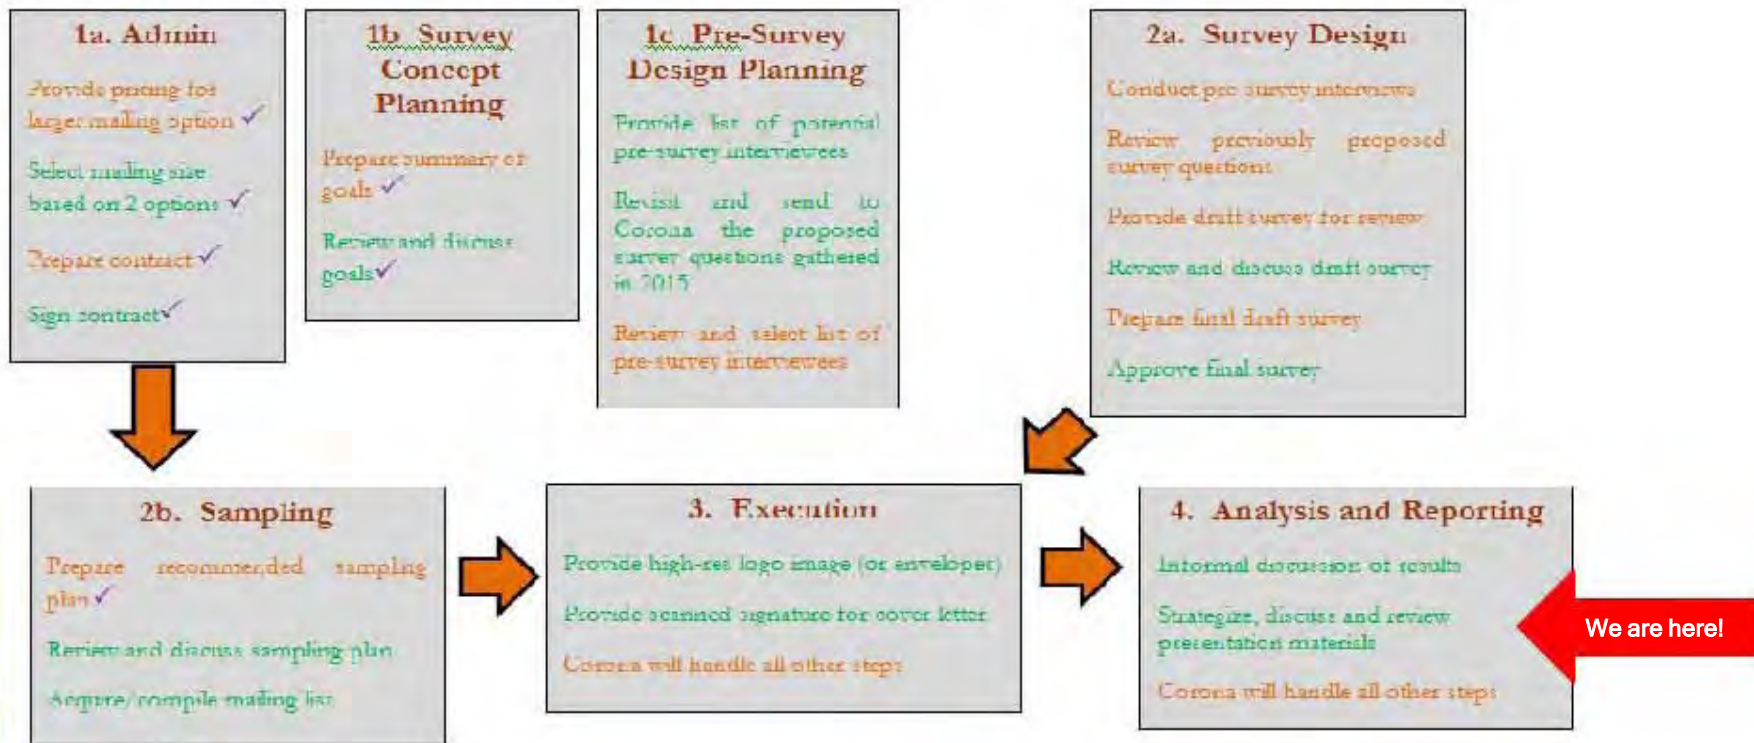 1a. Admin
Provide pricing for
larger mailing option ✓
Select mailing size
based on 2 options ✓
Prepare contract ✓
Sign contract ✓
1b Survey
Concept
Planning
Prepare summary of
goals ✓
Review and discuss
goals ✓
1c Pre-Survey
Design Planning
Provide list of potential
pre-survey interviewees
Revisit and send to
Corona the proposed
survey questions gathered
in 2015
Review and select list of
pre-survey interviewees
2a. Survey Design
Conduct pre survey interviews
Review previously proposed
survey questions
Provide draft survey for review
Review and discuss draft survey
Prepare final draft survey
Approve final survey
2b. Sampling
Prepare recommended sampling
plan ✓
Review and discuss sampling plan
Acquire/compile mailing list
3. Execution
Provide high-res logo image (or envelopes)
Provide scanned signature for cover letter
Corona will handle all other steps
4. Analysis and Reporting
Informal discussion of results
Strategize, discuss and review
presentation materials
Corona will handle all other steps
We are here!